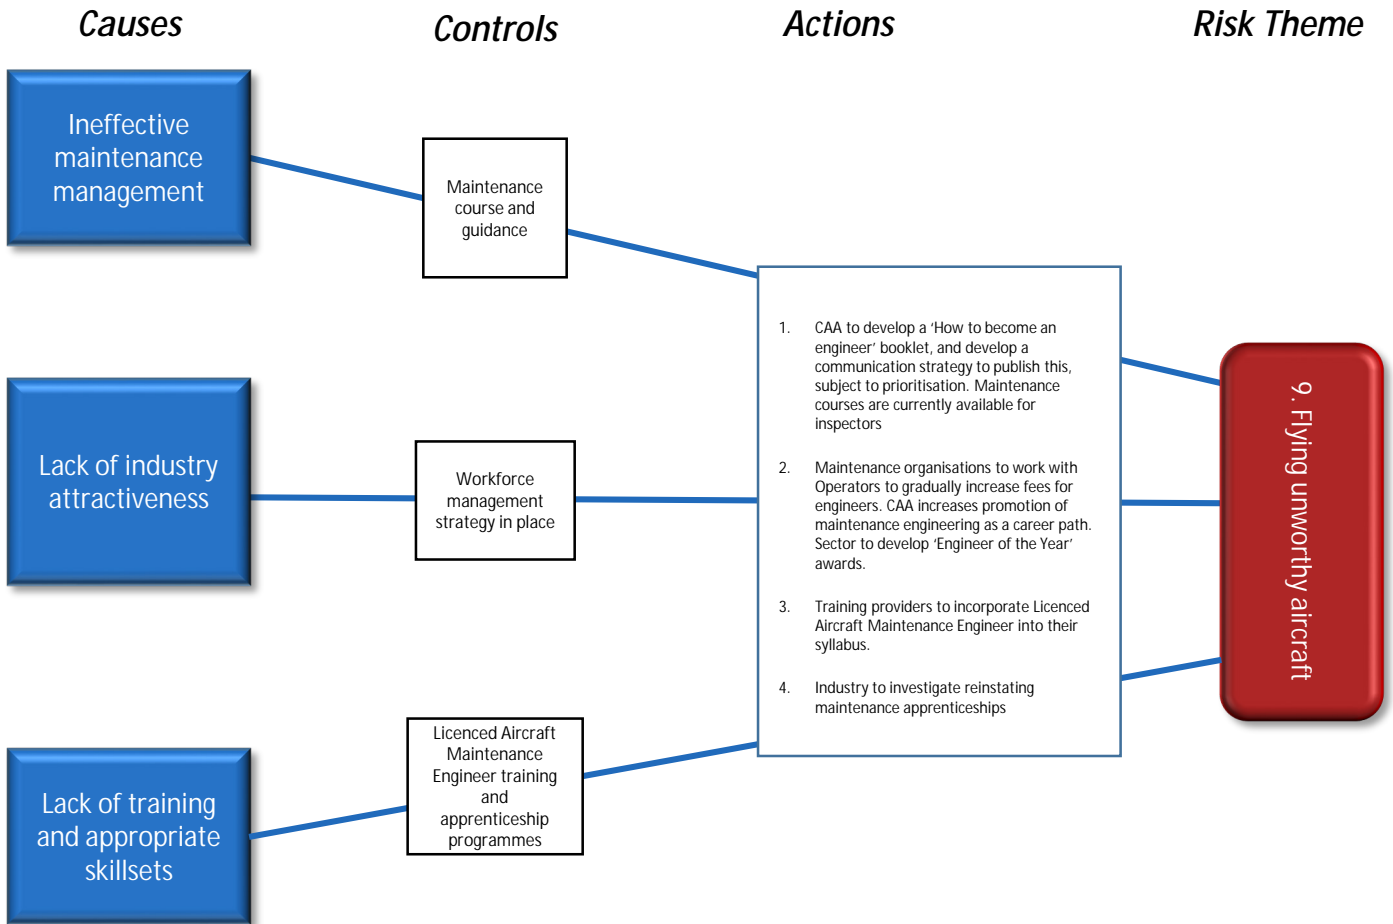 Causes
Controls
Actions
Risk Theme
Ineffective
maintenance
management
Maintenance
course and
guidance
Lack of industry
attractiveness
Workforce
management
strategy in place
Lack of training
and appropriate
skillsets
Licenced Aircraft
Maintenance
Engineer training
and
apprenticeship
programmes
1. CAA to develop a ‘How to become an
engineer’ booklet, and develop a
communication strategy to publish this,
subject to prioritisation. Maintenance
courses are currently available for
inspectors
2. Maintenance organisations to work with
Operators to gradually increase fees for
engineers. CAA increases promotion of
maintenance engineering as a career path.
Sector to develop ‘Engineer of the Year’
awards.
3. Training providers to incorporate Licenced
Aircraft Maintenance Engineer into their
syllabus.
4. Industry to investigate reinstating
maintenance apprenticeships
9. Flying unworthy aircraft